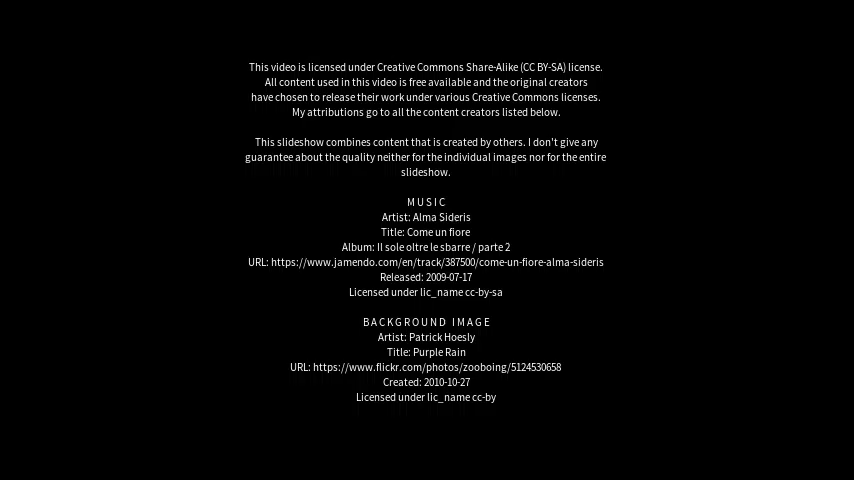 This video is licensed under Creative Commons Share-Alike (CC BY-SA) license.
All content used in this video is free available and the original creators
have chosen to release their work under various Creative Commons licenses.
My attributions go to all the content creators listed below.
This slideshow combines content that is created by others. I don't give any
guarantee about the quality neither for the individual images nor for the entire
slideshow.
MUSIC
Artist: Alma Sideris
Title: Come un fiore
Album: Il sole oltre le sbarre / parte 2
URL: https://www.jamendo.com/en/track/387500/come-un-fiore-alma-sideris
Released: 2009-07-17
Licensed under lic_name cc-by-sa
BACKGROUND IMAGE
Artist: Patrick Hoesly
Title: Purple Rain
URL: https://www.flickr.com/photos/zooboing/5124530658
Created: 2010-10-27
Licensed under lic_name cc-by